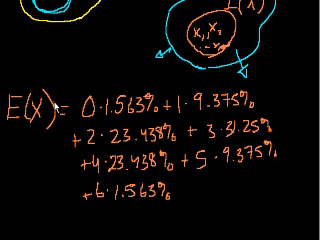 E(X)
X₁, X₂
E(X) = 0·1.563% + 1·9.375%
+ 2·23.438% + 3·31.25%
+4·23.438% + 5·9.375%
+6·1.563%